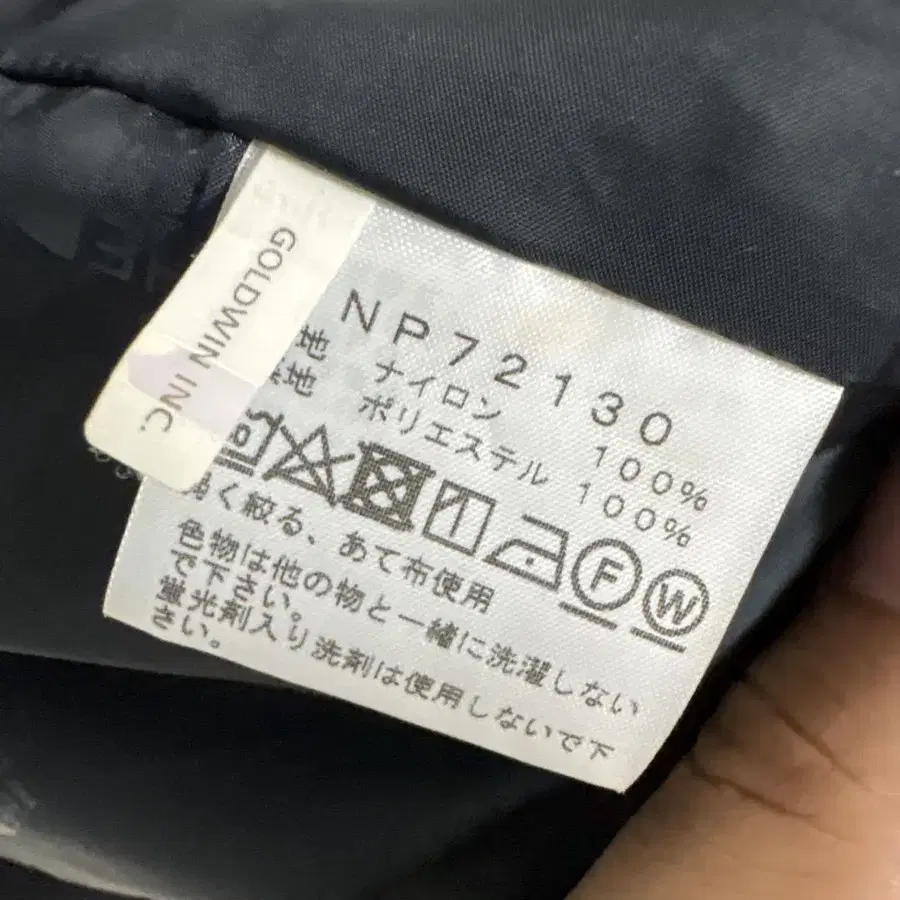 GOLDWIN INC.
NP72130
地 ナイロン 100%
地 ポリエステル 100%
F W
く絞る、あて布使用
色物は他の物と一緒に洗濯しない
で下さい。
蛍光剤入り洗剤は使用しないで下
さい。